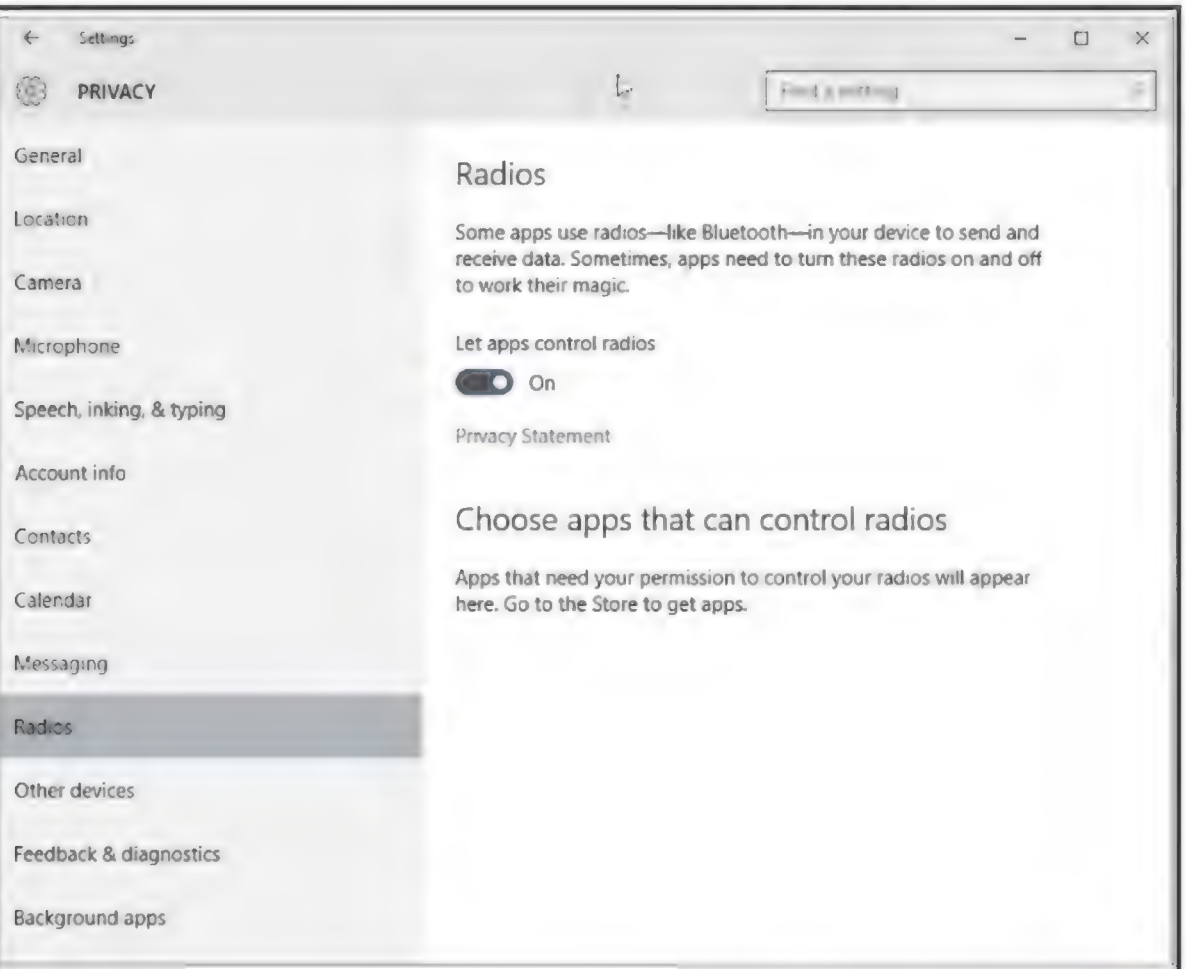 Settings
PRIVACY
Find a setting
General
Location
Camera
Microphone
Speech, inking, & typing
Account info
Contacts
Calendar
Messaging
Radios
Other devices
Feedback & diagnostics
Background apps
Radios
Some apps use radios—like Bluetooth—in your device to send and
receive data. Sometimes, apps need to turn these radios on and off
to work their magic.
Let apps control radios
On
Privacy Statement
Choose apps that can control radios
Apps that need your permission to control your radios will appear
here. Go to the Store to get apps.